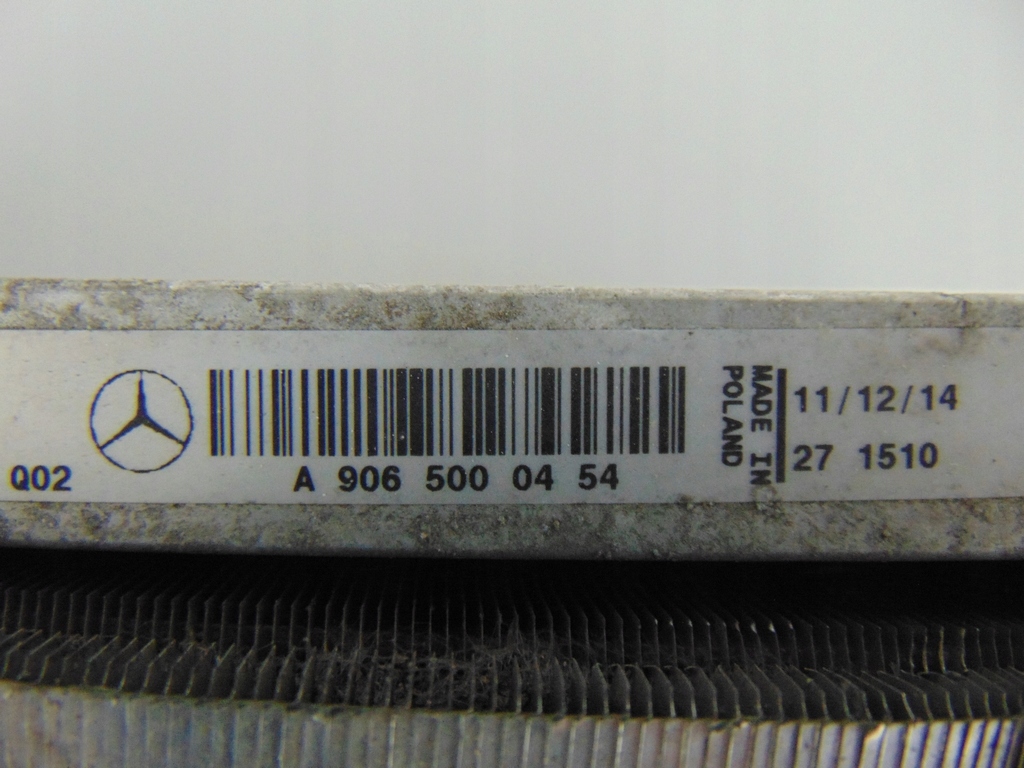 Q02
A 906 500 04 54
MADE IN
POLAND
11/12/14
27 1510